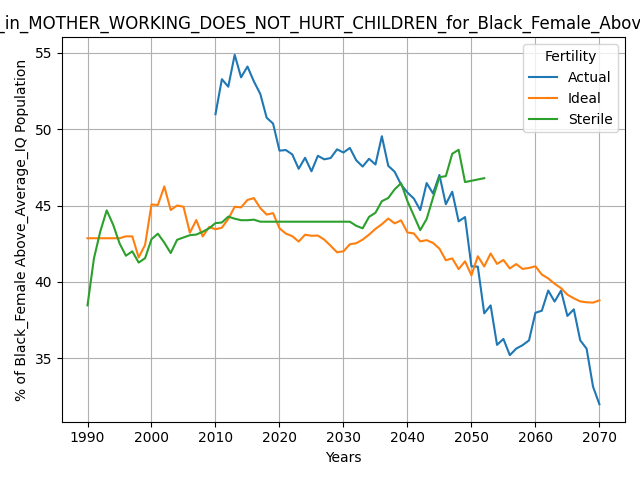 _in_MOTHER_WORKING_DOES_NOT_HURT_CHILDREN_for_Black_Female_Abov
Fertility
Actual
Ideal
Sterile
% of Black_Female Above_Average_IQ Population
55
50
45
40
35
1990 2000 2010 2020 2030 2040 2050 2060 2070
Years